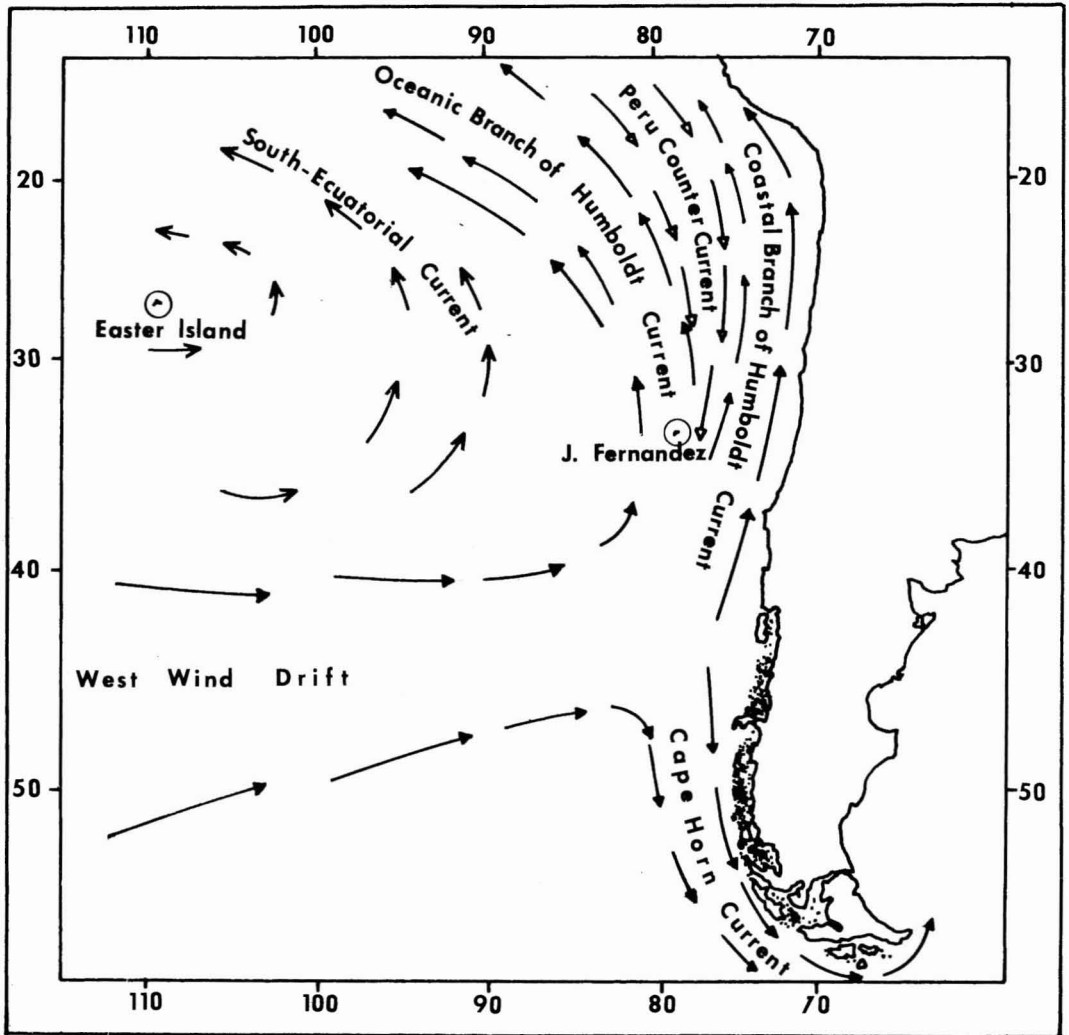 110 100 90 80 70
Oceanic Branch of Humboldt Current
Peru Counter Current
Coastal Branch of Humboldt Current
South-Ecuatorial Current
20 20
Easter Island
30 30
J. Fernandez
40 40
West Wind Drift
Cape Horn Current
50 50
110 100 90 80 70